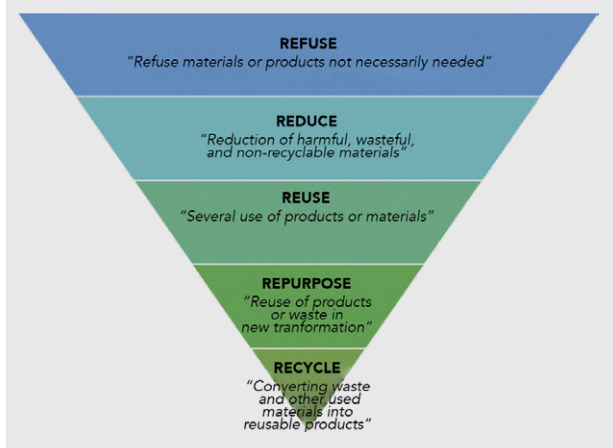 REFUSE
“Refuse materials or products not necessarily needed”
REDUCE
“Reduction of harmful, wasteful,
and non-recyclable materials”
REUSE
“Several use of products or materials”
REPURPOSE
“Reuse of products
or waste in
new tranformation”
RECYCLE
“Converting waste
and other used
materials into
reusable products”